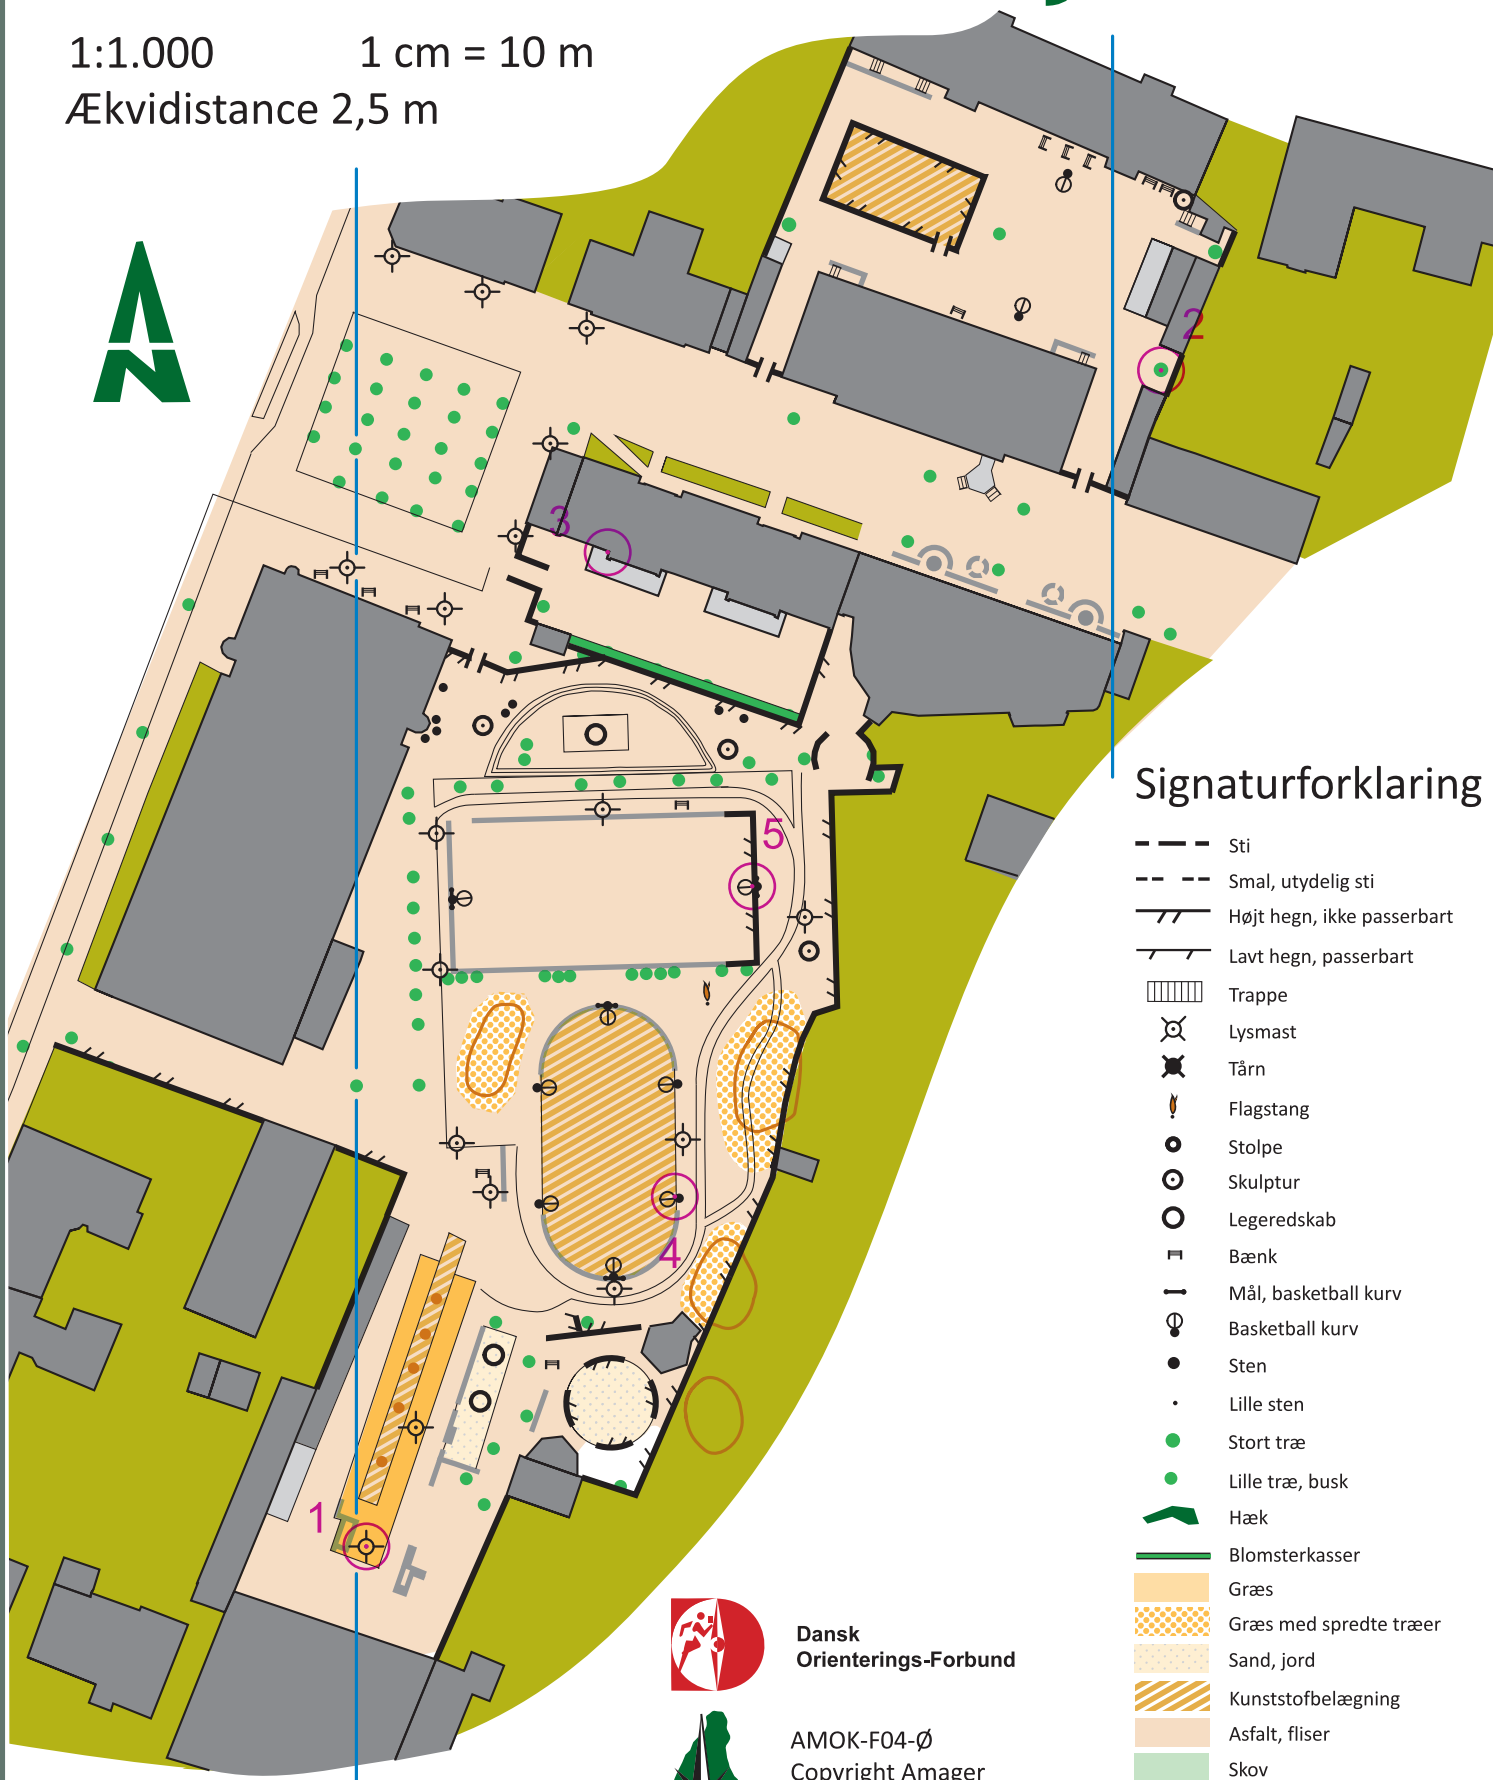 1:1.000 1 cm = 10 m
Ækvidistance 2,5 m
2
3
5
4
1
Signaturforklaring
Sti
Smal, utydelig sti
Højt hegn, ikke passerbart
Lavt hegn, passerbart
Trappe
Lysmast
Tårn
Flagstang
Stolpe
Skulptur
Legeredskab
Bænk
Mål, basketball kurv
Basketball kurv
Sten
Lille sten
Stort træ
Lille træ, busk
Hæk
Blomsterkasser
Græs
Græs med spredte træer
Sand, jord
Kunststofbelægning
Asfalt, fliser
Skov
Dansk
Orienterings-Forbund
AMOK-F04-Ø
Copyright Amager